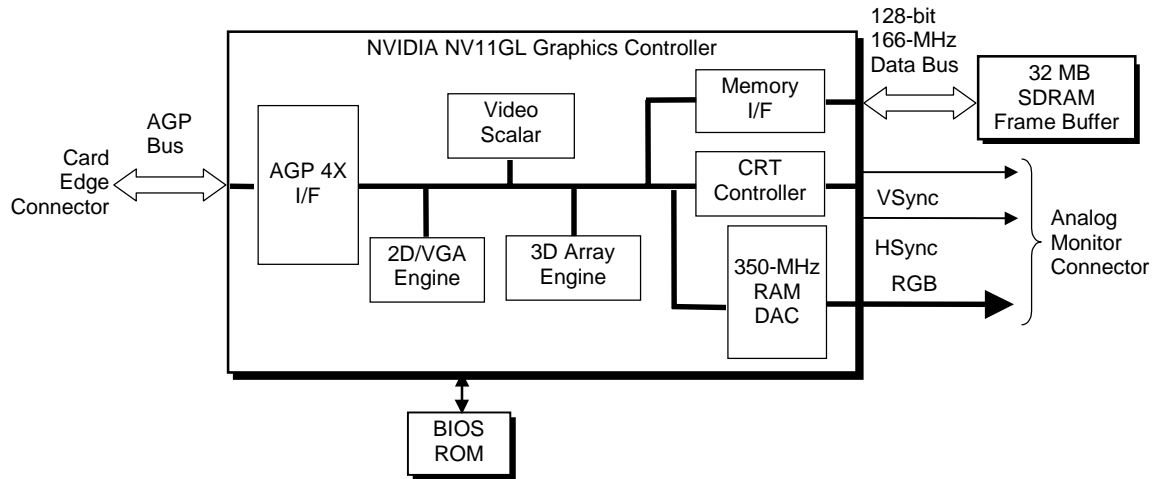 NVIDIA NV11GL Graphics Controller
128-bit
166-MHz
Data Bus
32 MB
SDRAM
Frame Buffer
Memory
I/F
Video
Scalar
AGP
Bus
Card
Edge
Connector
AGP 4X
I/F
CRT
Controller
VSync
HSync
RGB
Analog
Monitor
Connector
2D/VGA
Engine
3D Array
Engine
350-MHz
RAM
DAC
BIOS
ROM